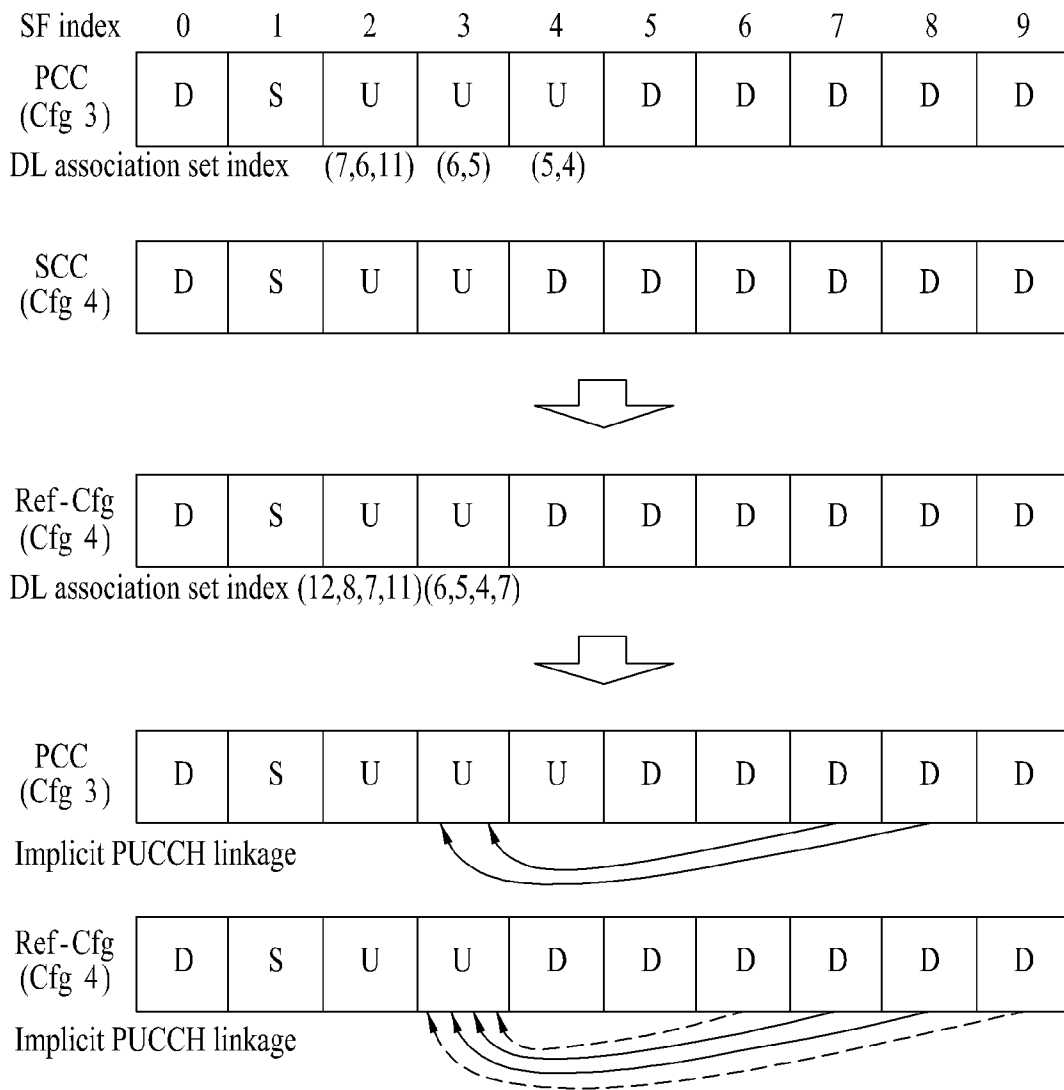 SF index 0 1 2 3 4 5 6 7 8 9
PCC
(Cfg 3)
D S U U U D D D D D
DL association set index (7,6,11) (6,5) (5,4)
SCC
(Cfg 4)
D S U U D D D D D D
Ref-Cfg
(Cfg 4)
D S U U D D D D D D
DL association set index (12,8,7,11)(6,5,4,7)
PCC
(Cfg 3)
D S U U U D D D D D
Implicit PUCCH linkage
Ref-Cfg
(Cfg 4)
D S U U D D D D D D
Implicit PUCCH linkage